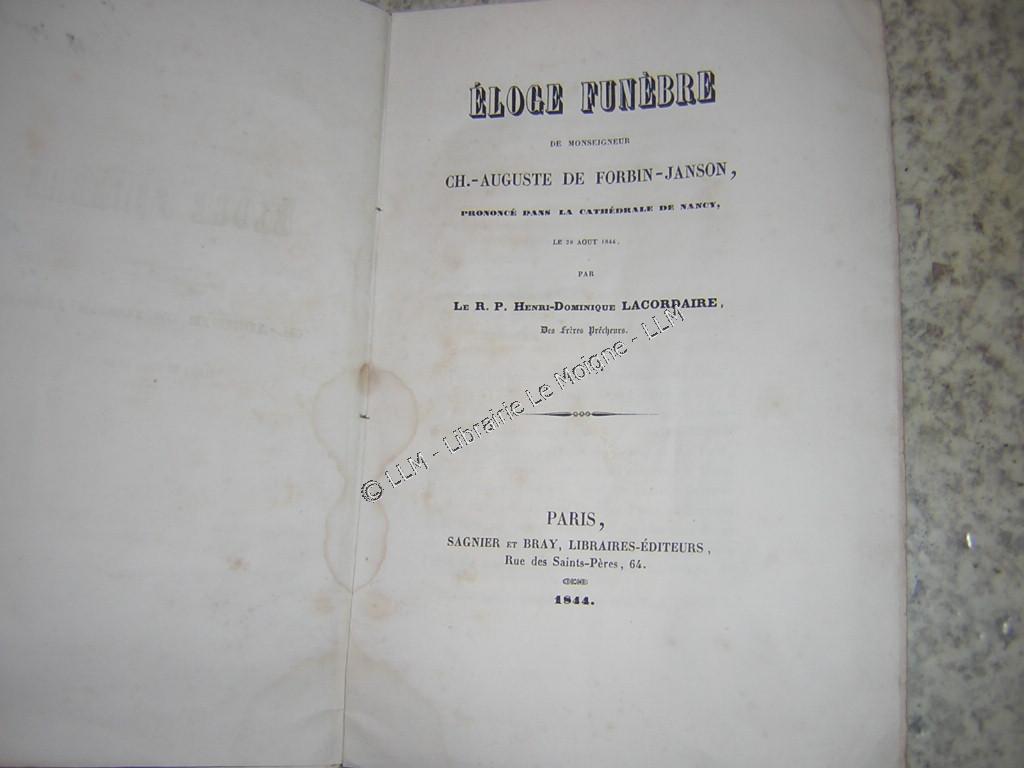 ÉLOGE FUNÈBRE
DE MONSEIGNEUR
CH.-AUGUSTE DE FORBIN-JANSON,
PRONONCÉ DANS LA CATHÉDRALE DE NANCY,
LE 28 AOUT 1844,
PAR
LE R. P. HENRI-DOMINIQUE LACORDAIRE,
Des Frères Prêcheurs.
© LLM - Librairie Le Moigne - LLM
PARIS,
SAGNIER ET BRAY, LIBRAIRES-ÉDITEURS,
Rue des Saints-Pères, 64.
1844.